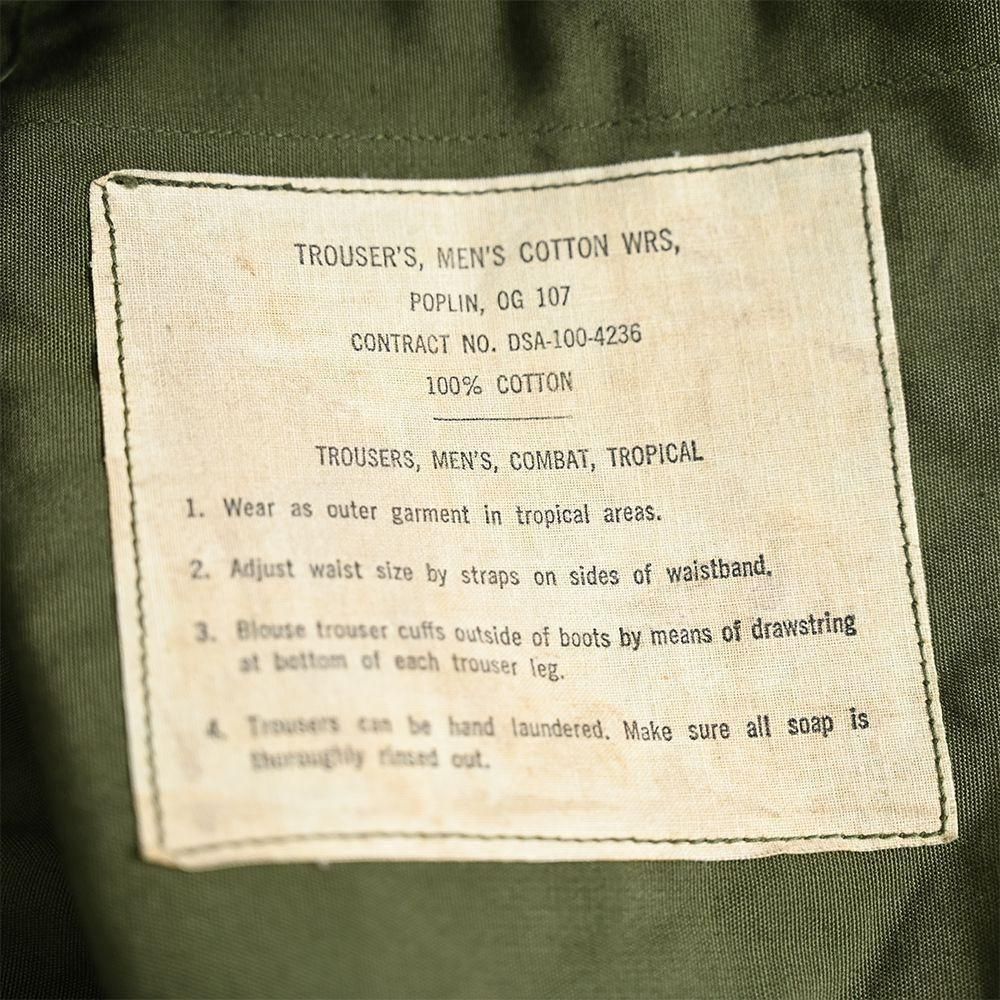 TROUSER'S, MEN'S COTTON WRS,
POPLIN, OG 107
CONTRACT NO. DSA-100-4236
100% COTTON
TROUSERS, MEN'S, COMBAT, TROPICAL
1. Wear as outer garment in tropical areas.
2. Adjust waist size by straps on sides of waistband.
3. Blouse trouser cuffs outside of boots by means of drawstring
at bottom of each trouser leg.
4. Trousers can be hand laundered. Make sure all soap is
thoroughly rinsed out.